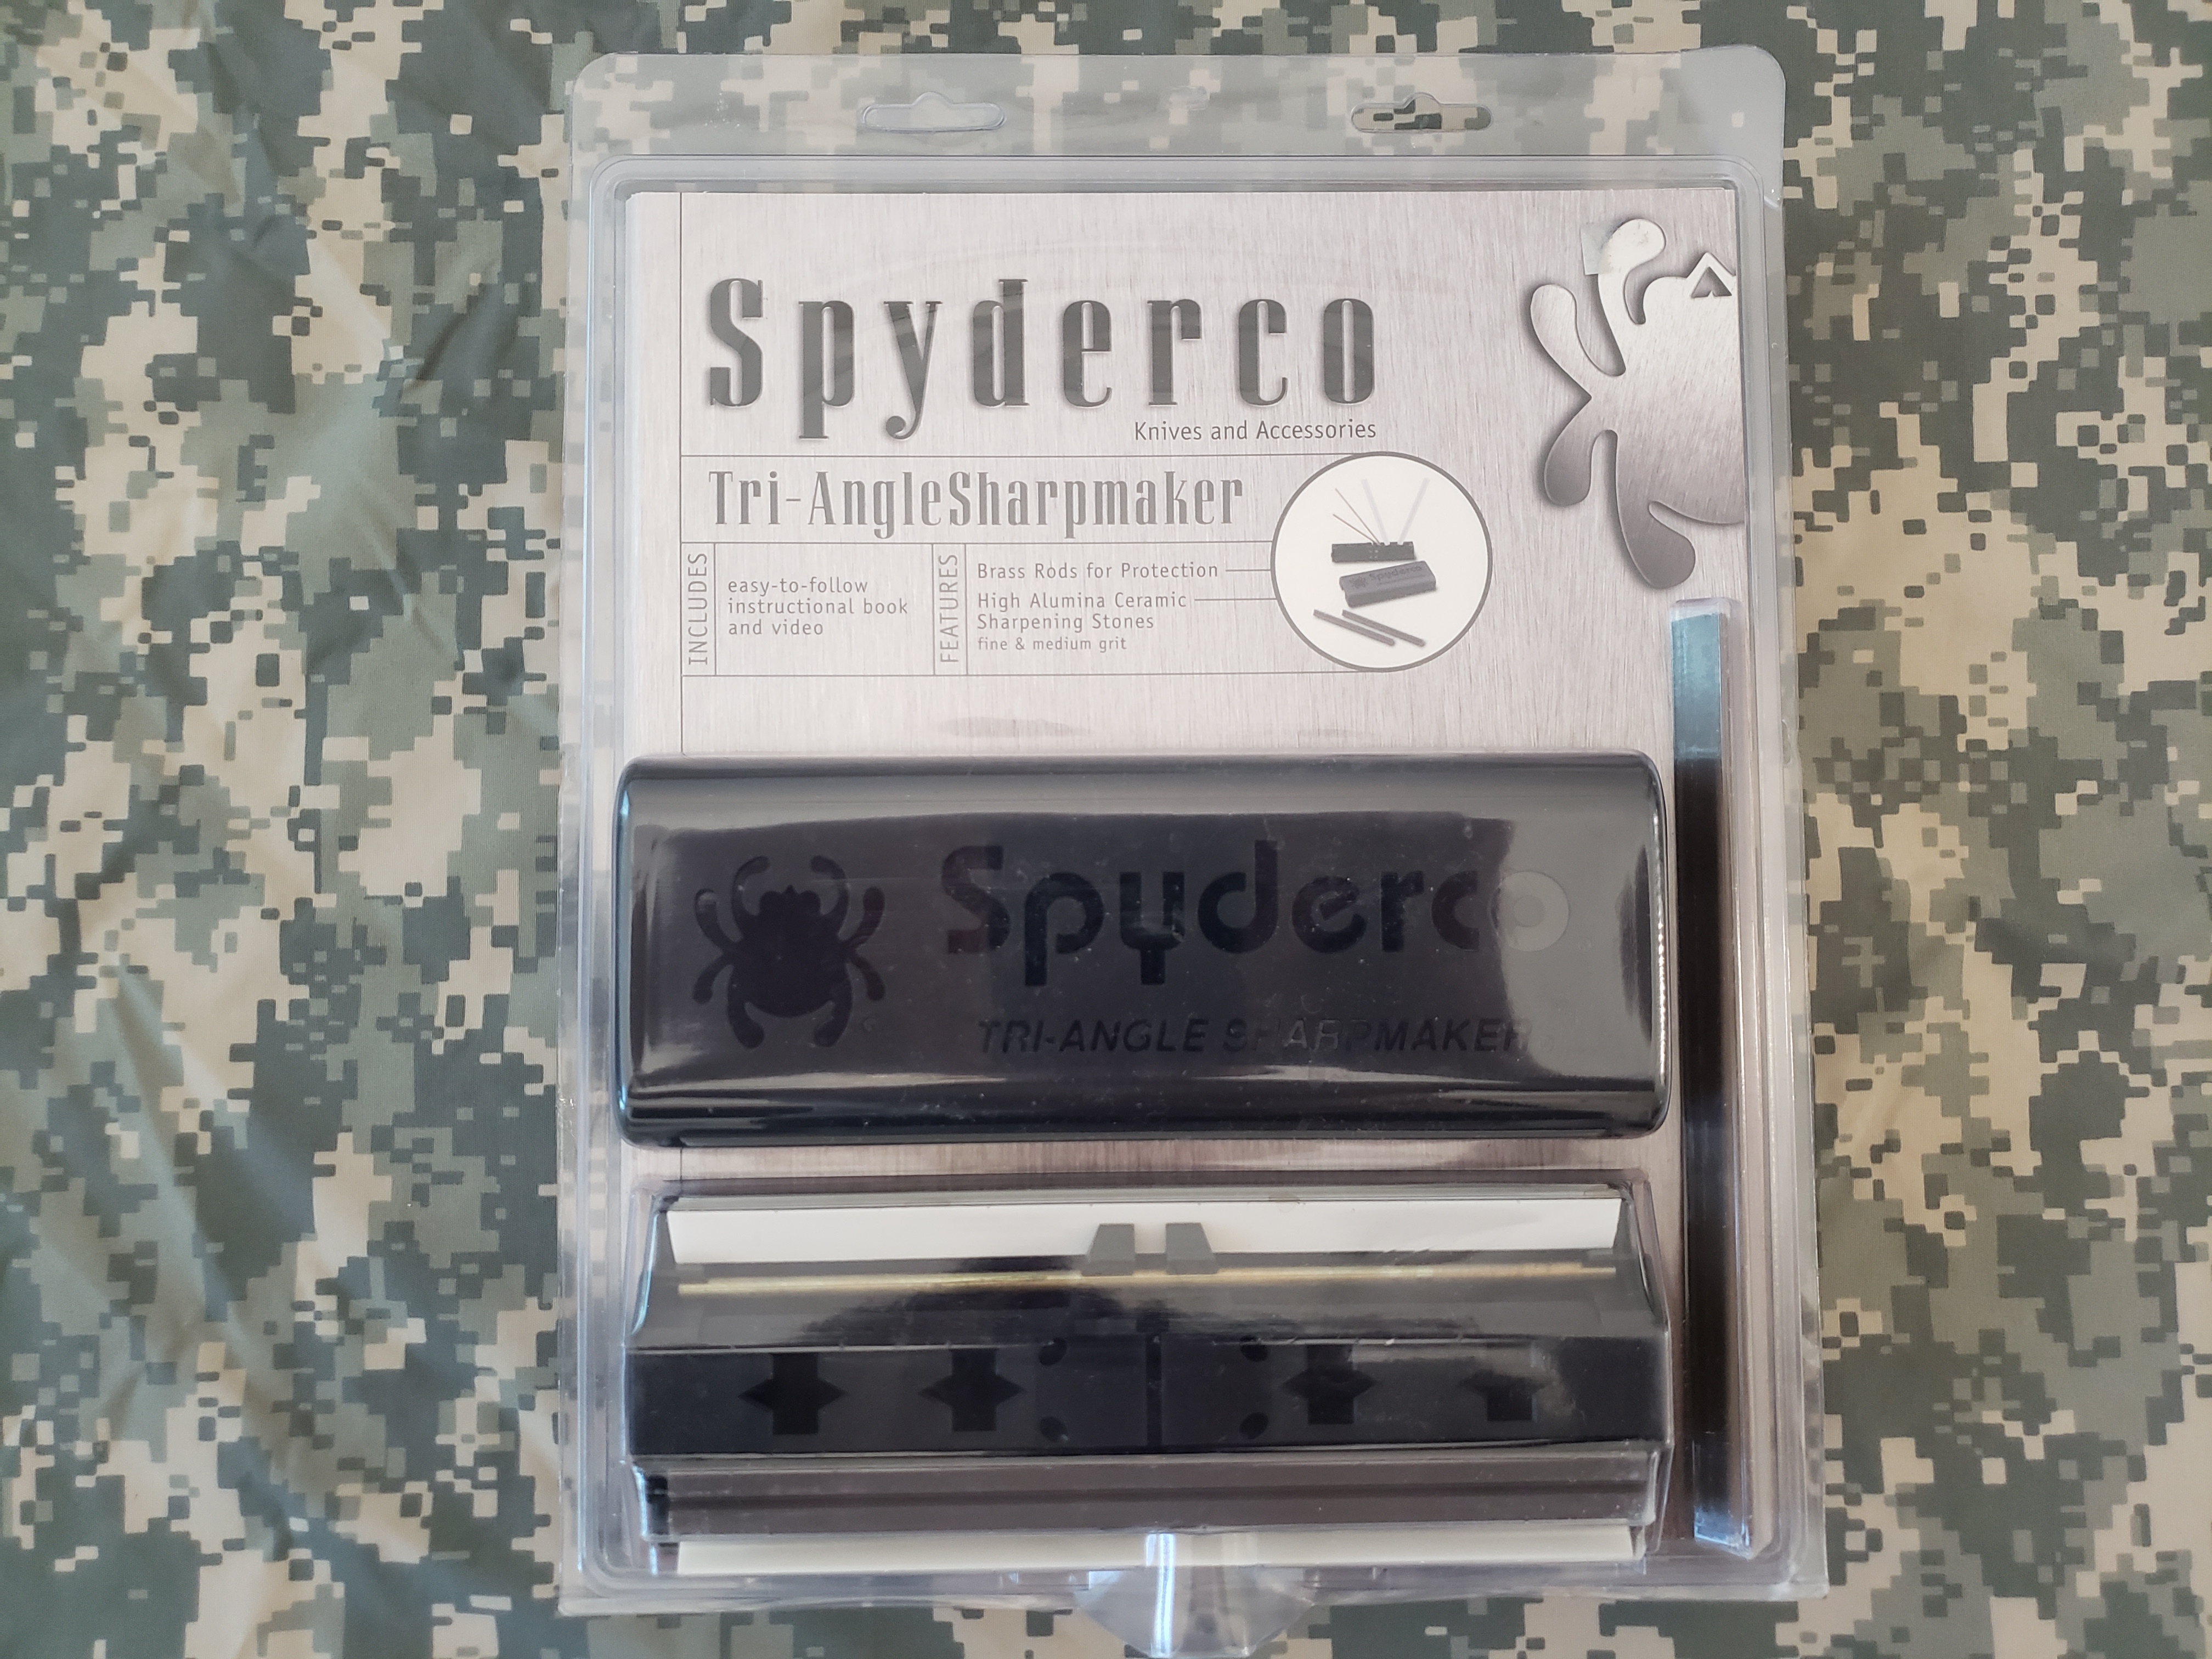 Spyderco
Knives and Accessories
Tri-AngleSharpmaker
INCLUDES
easy-to-follow
instructional book
and video
FEATURES
Brass Rods for Protection
High Alumina Ceramic
Sharpening Stones
fine & medium grit
Spyderco
Spyderco
TRI-ANGLE SHARPMAKER